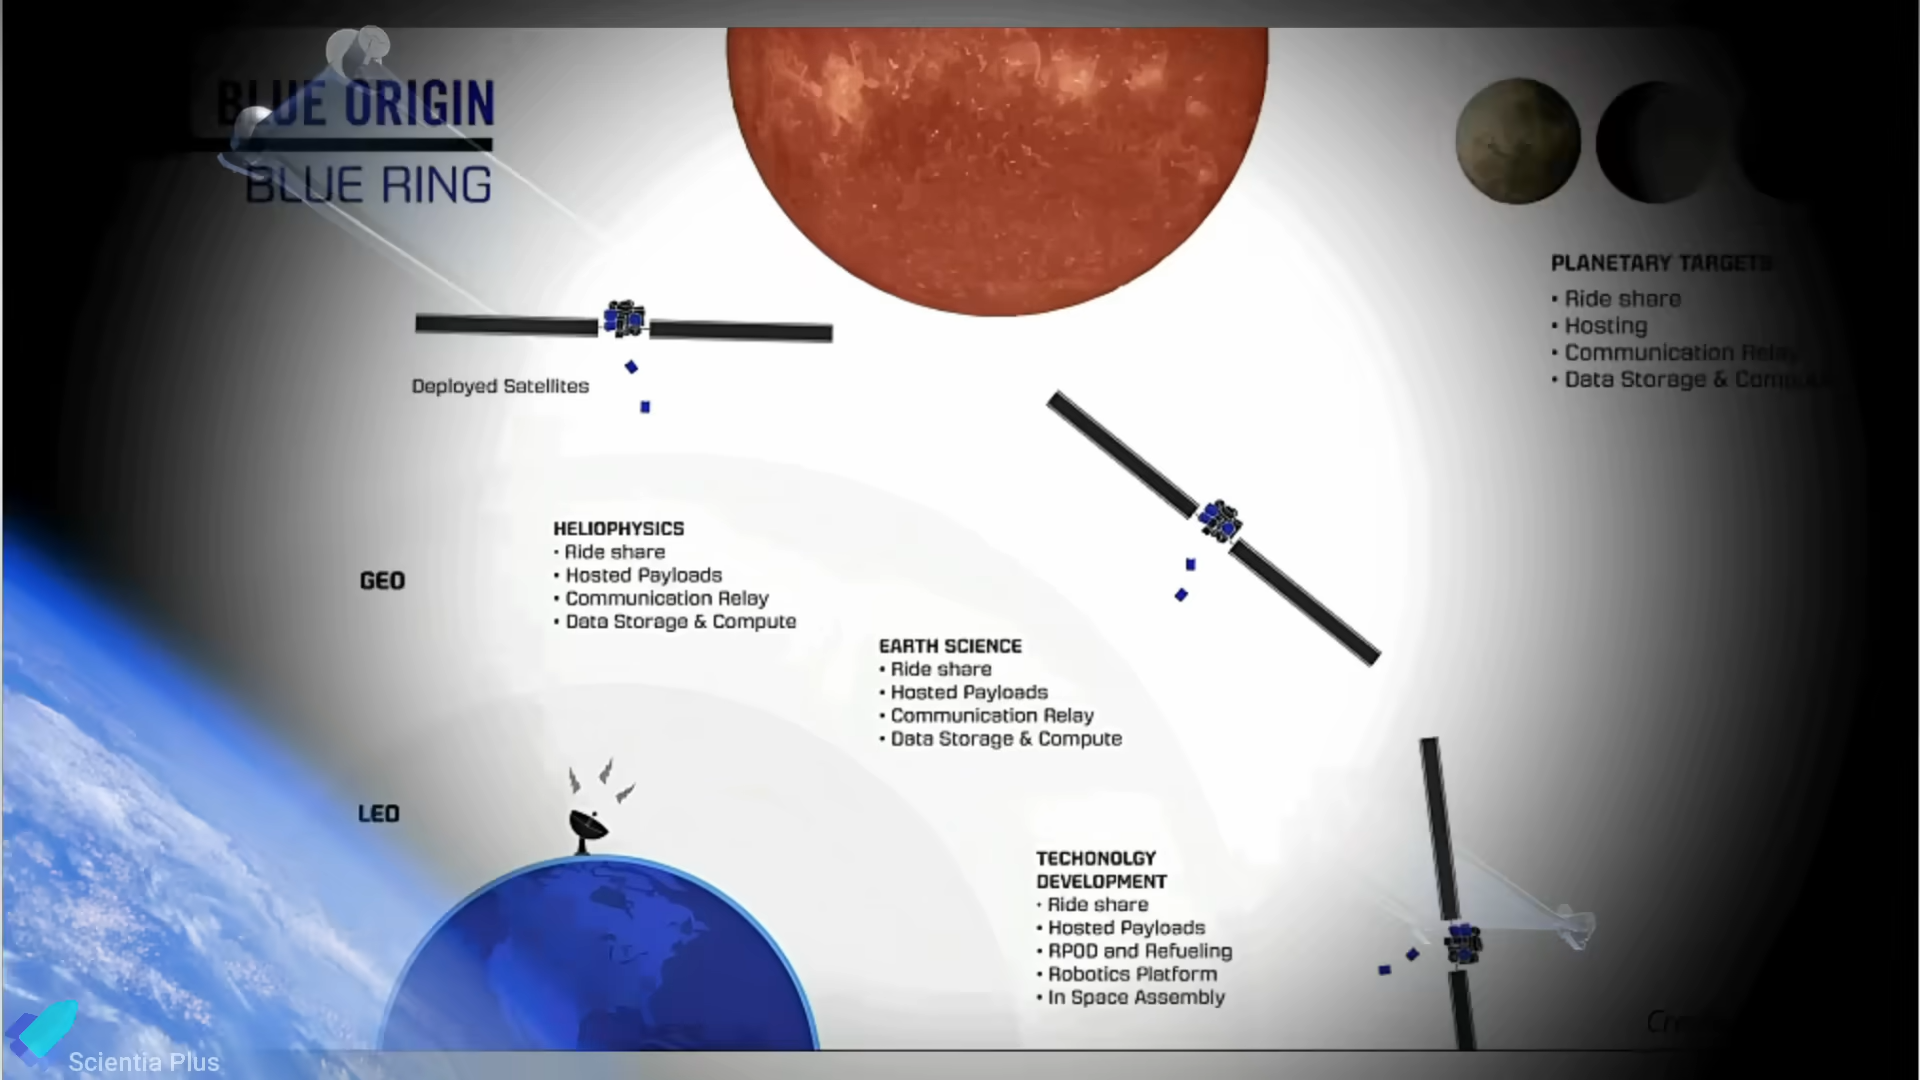 BLUE ORIGIN
BLUE RING
PLANETARY TARGETS
• Ride share
• Hosting
• Communication Relay
• Data Storage & Compute
Deployed Satellites
HELIOPHYSICS
• Ride share
• Hosted Payloads
• Communication Relay
• Data Storage & Compute
GEO
EARTH SCIENCE
• Ride share
• Hosted Payloads
• Communication Relay
• Data Storage & Compute
LEO
TECHONOLGY
DEVELOPMENT
• Ride share
• Hosted Payloads
• RPOD and Refueling
• Robotics Platform
• In Space Assembly
Scientia Plus